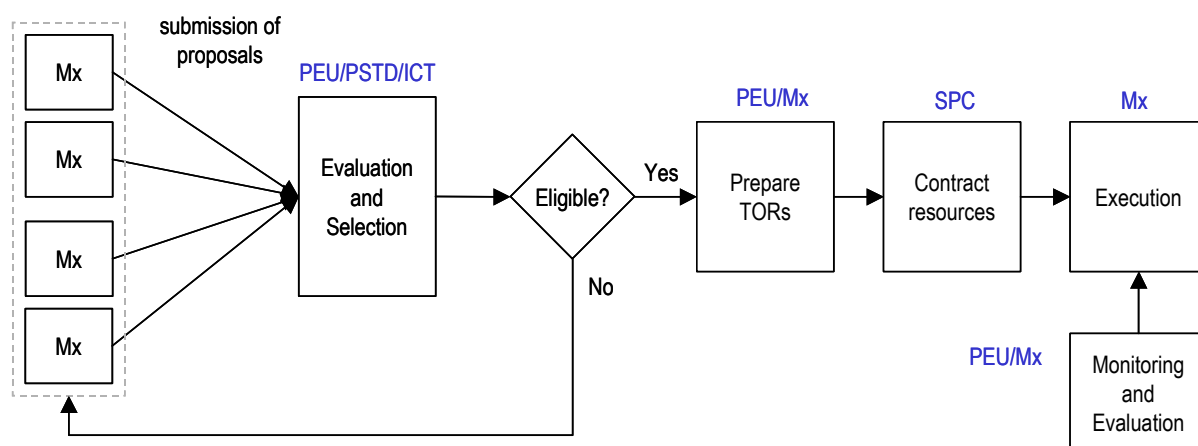 submission of
proposals
Mx
Mx
Mx
Mx
PEU/PSTD/ICT
Evaluation
and
Selection
Eligible?
Yes
No
PEU/Mx
Prepare
TORs
SPC
Contract
resources
Mx
Execution
PEU/Mx
Monitoring
and
Evaluation